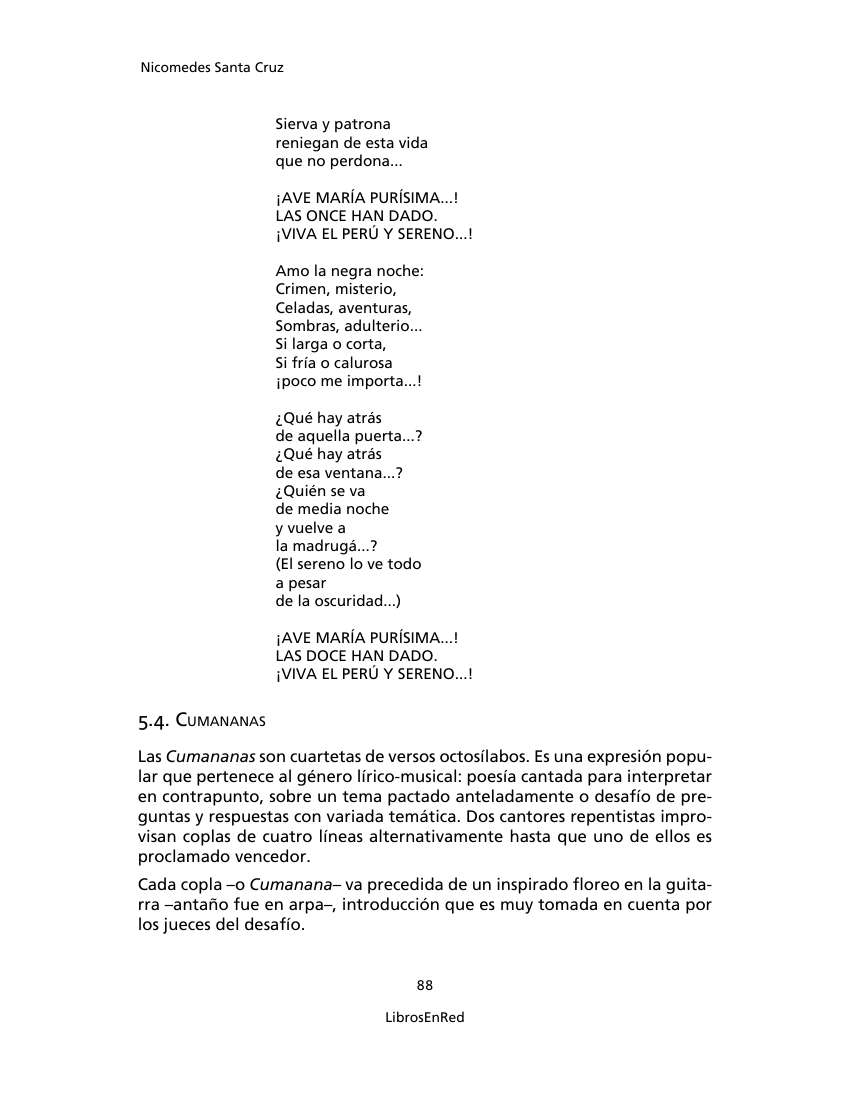 Nicomedes Santa Cruz
Sierva y patrona
reniegan de esta vida
que no perdona...
¡AVE MARÍA PURÍSIMA...!
LAS ONCE HAN DADO.
¡VIVA EL PERÚ Y SERENO...!
Amo la negra noche:
Crimen, misterio,
Celadas, aventuras,
Sombras, adulterio...
Si larga o corta,
Si fría o calurosa
¡poco me importa...!
¿Qué hay atrás
de aquella puerta...?
¿Qué hay atrás
de esa ventana...?
¿Quién se va
de media noche
y vuelve a
la madrugá...?
(El sereno lo ve todo
a pesar
de la oscuridad...)
¡AVE MARÍA PURÍSIMA...!
LAS DOCE HAN DADO.
¡VIVA EL PERÚ Y SERENO...!
5.4. CUMANANAS
Las Cumananas son cuartetas de versos octosílabos. Es una expresión popu-
lar que pertenece al género lírico-musical: poesía cantada para interpretar
en contrapunto, sobre un tema pactado anteladamente o desafío de pre-
guntas y respuestas con variada temática. Dos cantores repentistas impro-
visan coplas de cuatro líneas alternativamente hasta que uno de ellos es
proclamado vencedor.
Cada copla –o Cumanana– va precedida de un inspirado floreo en la guita-
rra –antaño fue en arpa–, introducción que es muy tomada en cuenta por
los jueces del desafío.
88
LibrosEnRed